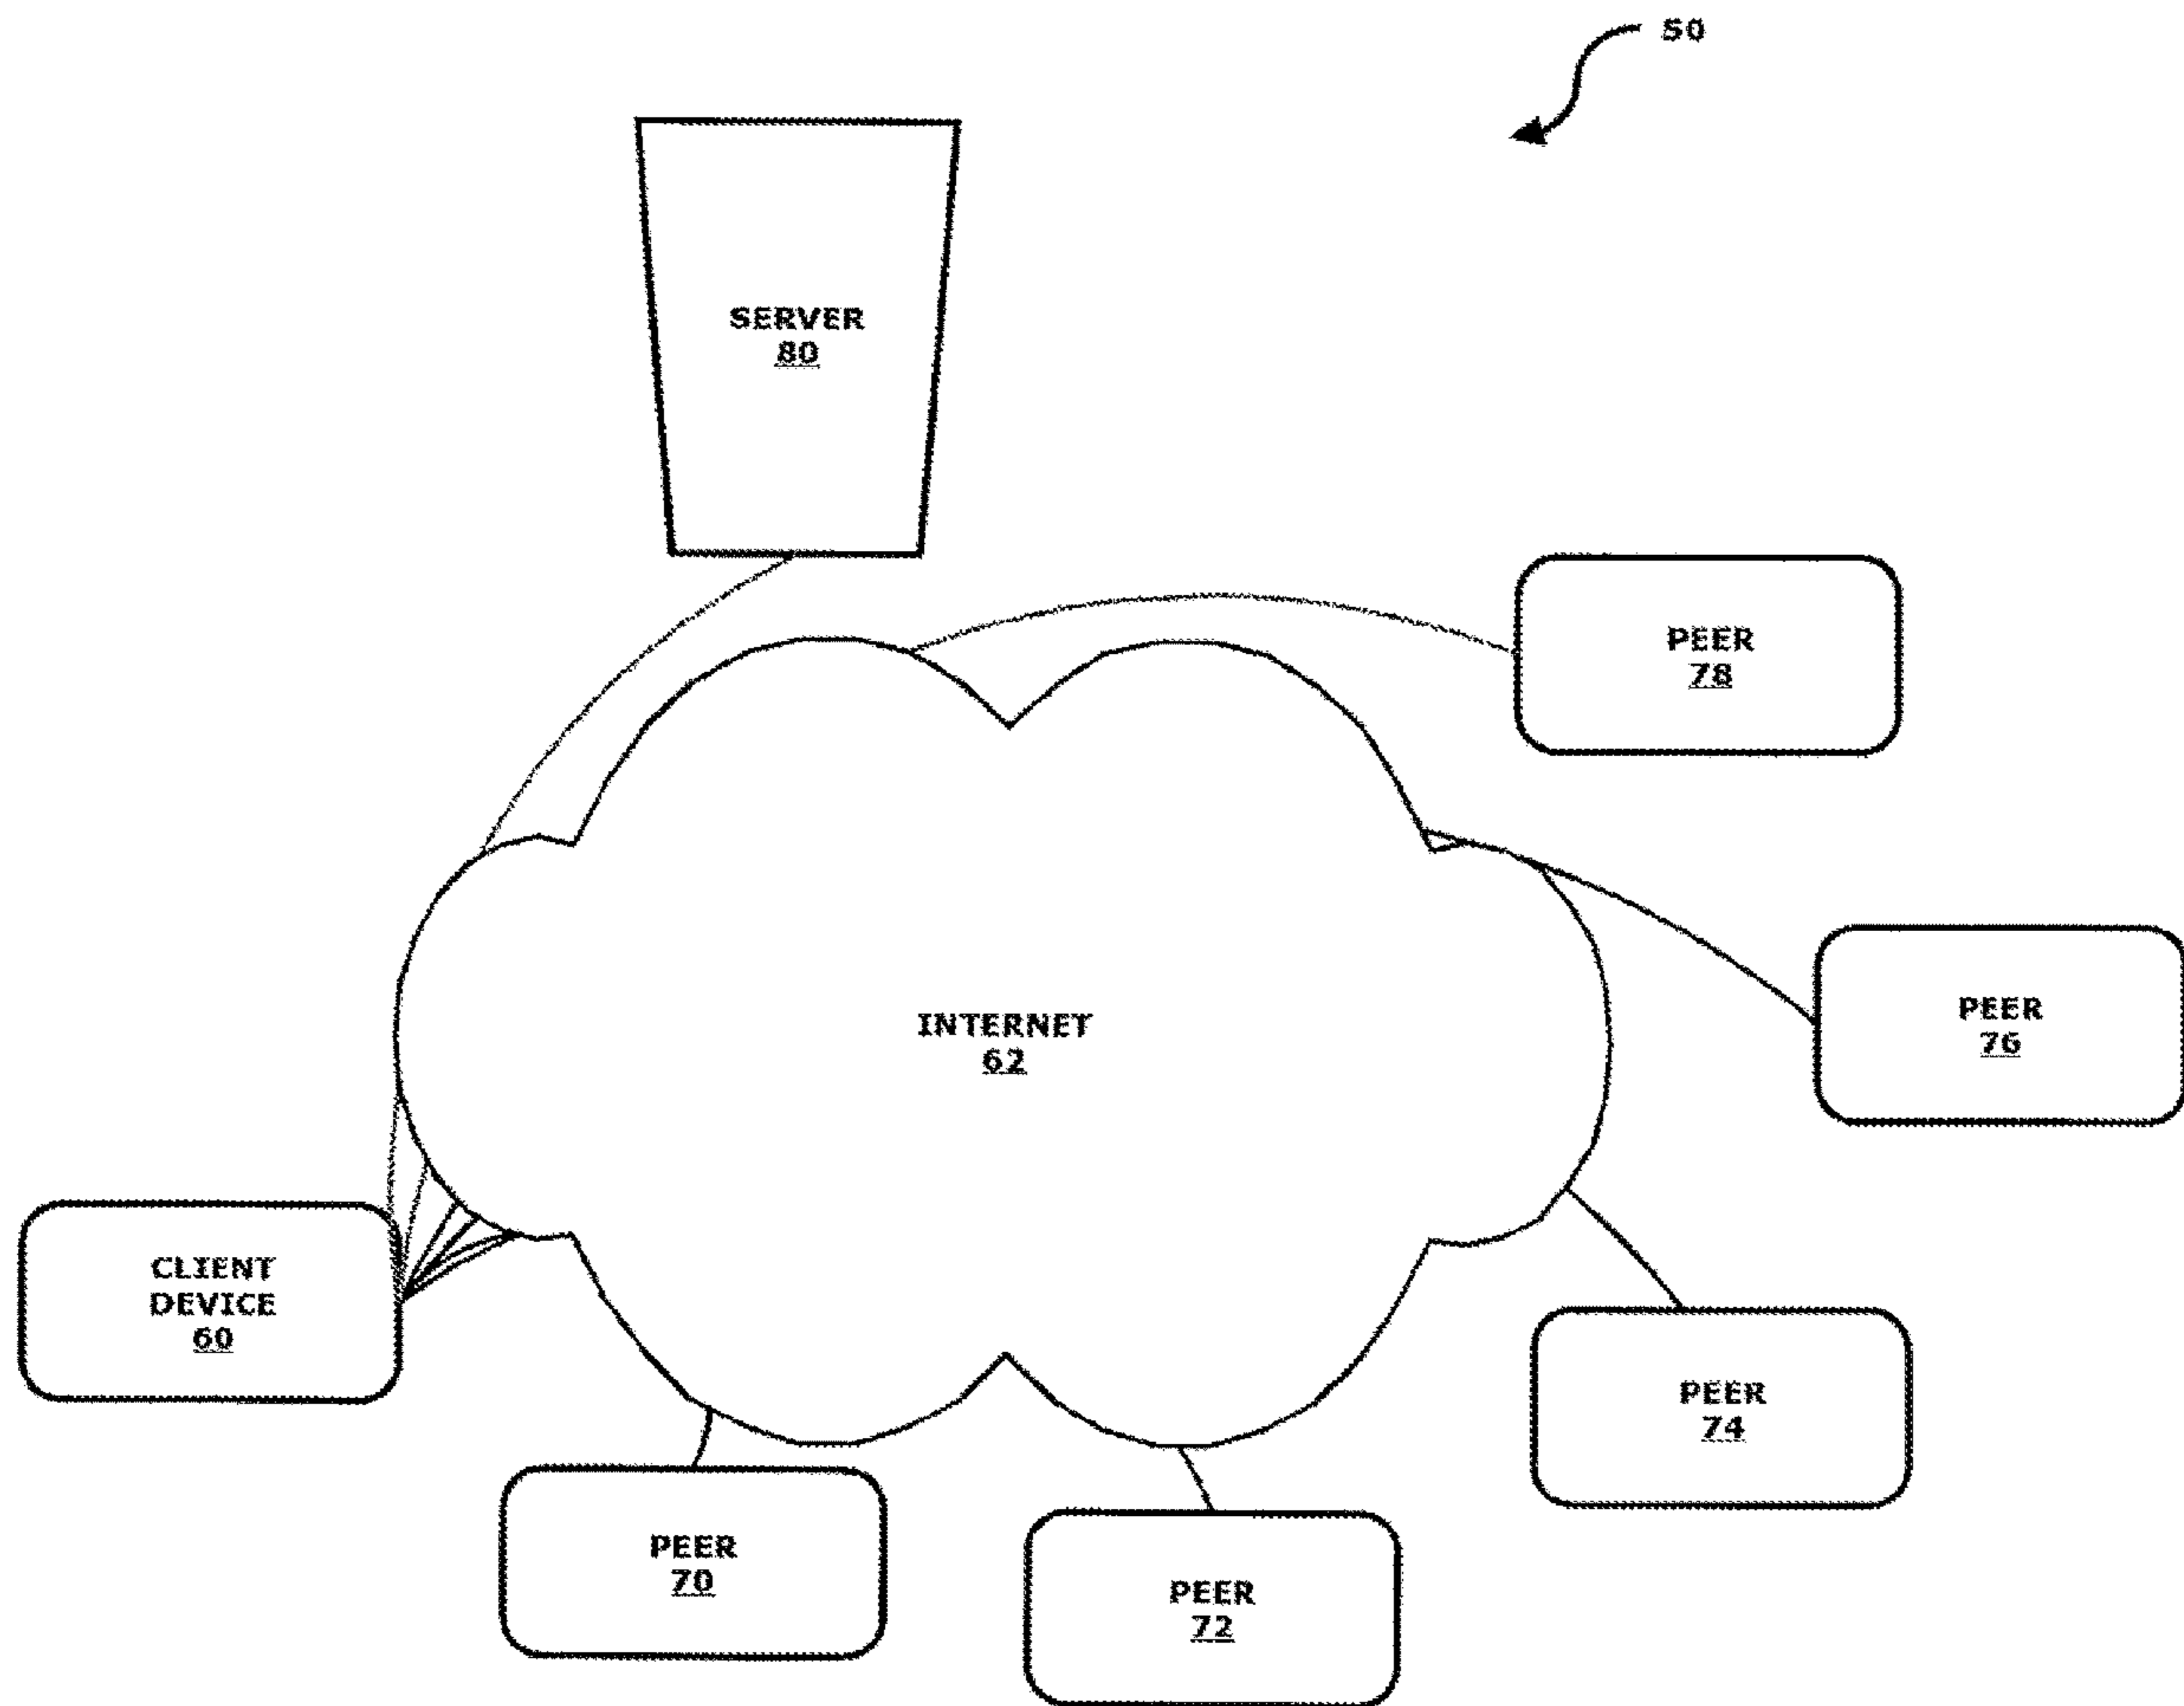 50
SERVER
80
PEER
78
INTERNET
62
PEER
76
CLIENT
DEVICE
60
PEER
74
PEER
70
PEER
72